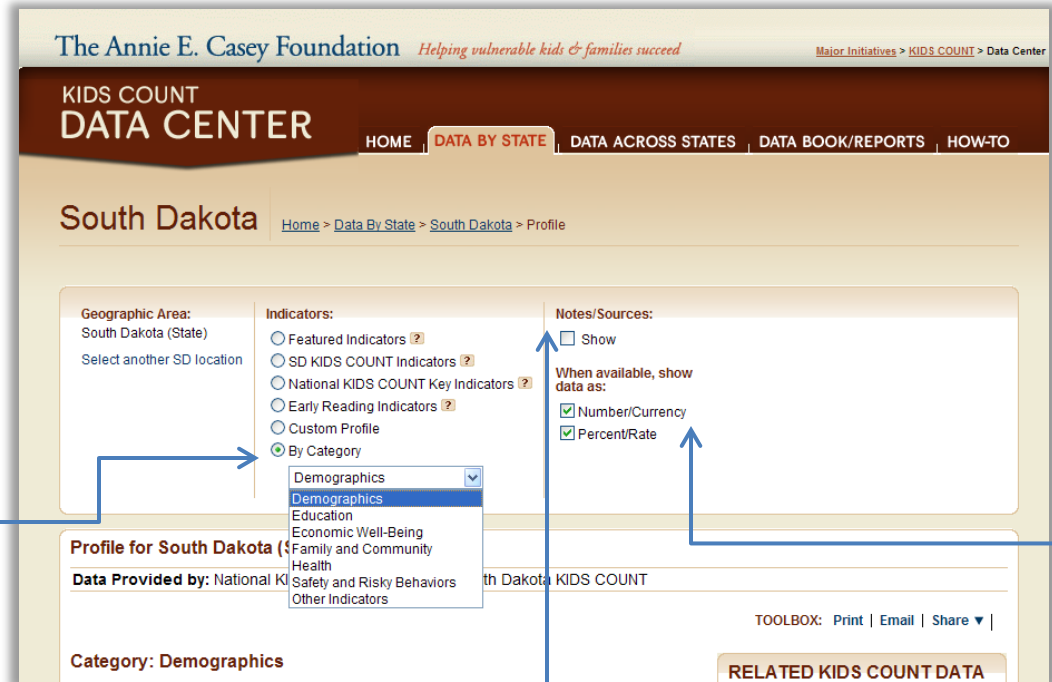 The Annie E. Casey Foundation Helping vulnerable kids & families succeed Major Initiatives > KIDS COUNT > Data Center
KIDS COUNT
DATA CENTER
HOME DATA BY STATE DATA ACROSS STATES DATA BOOK/REPORTS HOW-TO
South Dakota Home > Data By State > South Dakota > Profile
Geographic Area:
South Dakota (State)
Select another SD location
Indicators:
Featured Indicators ?
SD KIDS COUNT Indicators ?
National KIDS COUNT Key Indicators ?
Early Reading Indicators ?
Custom Profile
By Category
Demographics
Demographics
Education
Economic Well-Being
Family and Community
Health
Safety and Risky Behaviors
Other Indicators
Notes/Sources:
Show
When available, show
data as:
Number/Currency
Percent/Rate
Profile for South Dakota (
Data Provided by: National KI th Dakota KIDS COUNT
TOOLBOX: Print | Email | Share ▼ |
Category: Demographics
RELATED KIDS COUNT DATA